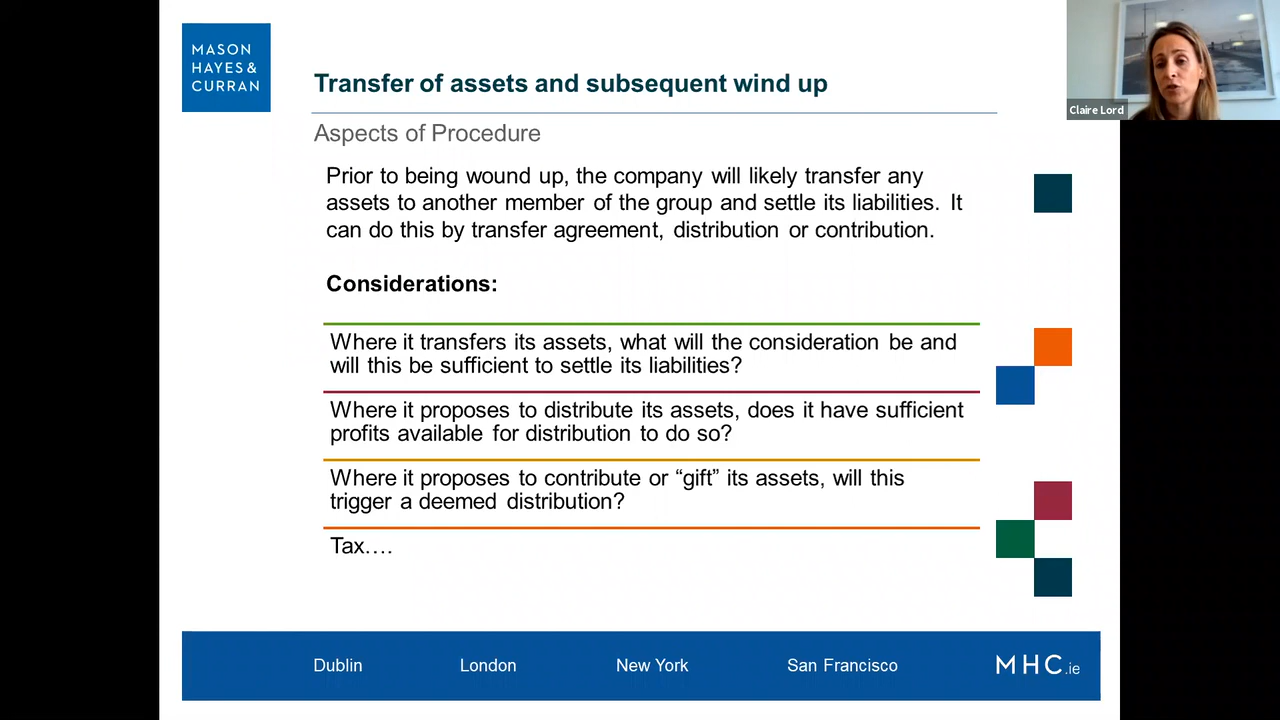 MASON
HAYES &
CURRAN
Transfer of assets and subsequent wind up
Claire Lord
Aspects of Procedure
Prior to being wound up, the company will likely transfer any
assets to another member of the group and settle its liabilities. It
can do this by transfer agreement, distribution or contribution.
Considerations:
Where it transfers its assets, what will the consideration be and
will this be sufficient to settle its liabilities?
Where it proposes to distribute its assets, does it have sufficient
profits available for distribution to do so?
Where it proposes to contribute or “gift” its assets, will this
trigger a deemed distribution?
Tax….
Dublin London New York San Francisco MHC.ie